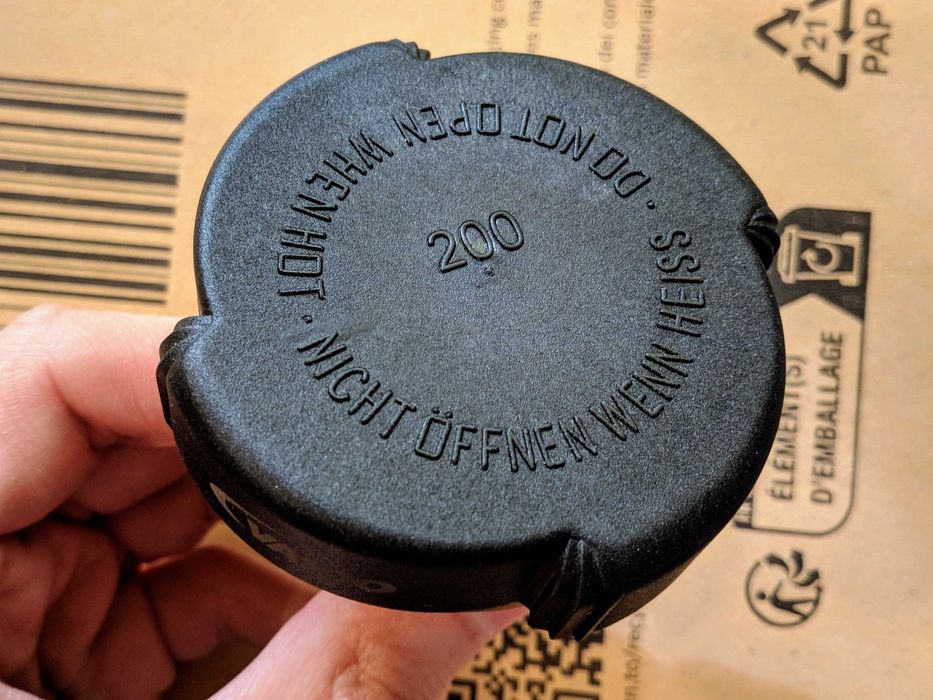 DO NOT OPEN WHEN HOT ·
NICHT ÖFFNEN WENN HEISS ·
200
21
PAP
ÉLÉMENT(S)
D'EMBALLAGE